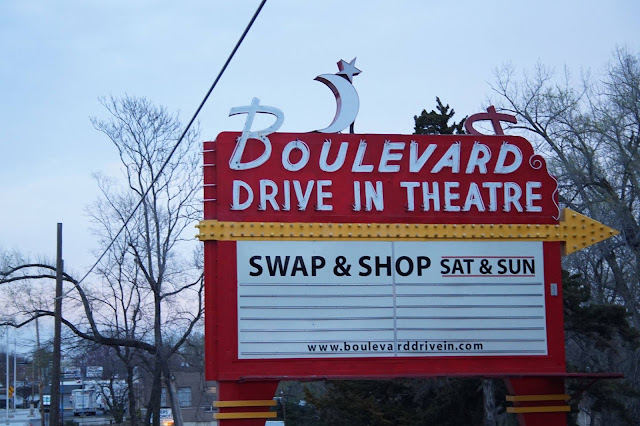 BOULEVARD
DRIVE IN THEATRE
SWAP & SHOP SAT & SUN
www.boulevarddrivein.com